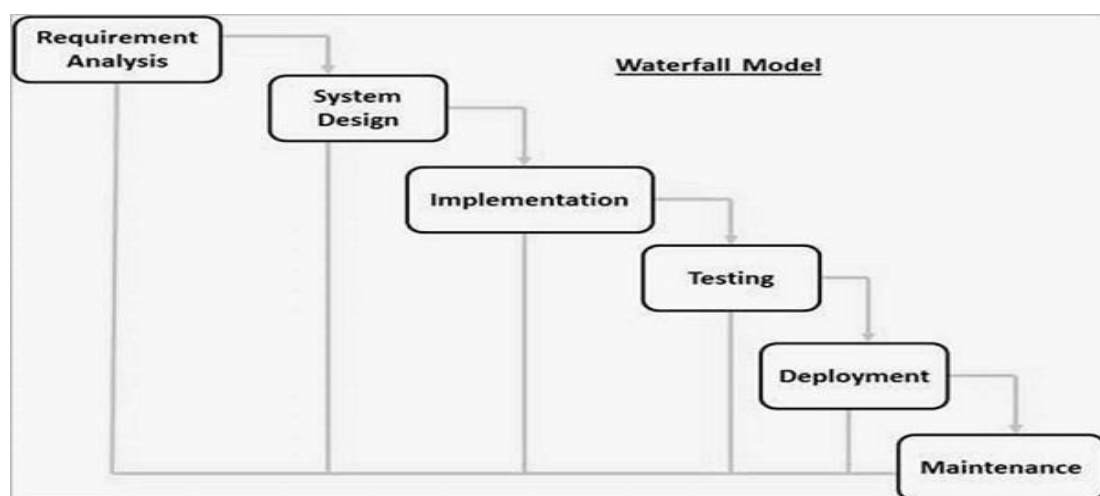 Requirement
Analysis
Waterfall Model
System
Design
Implementation
Testing
Deployment
Maintenance